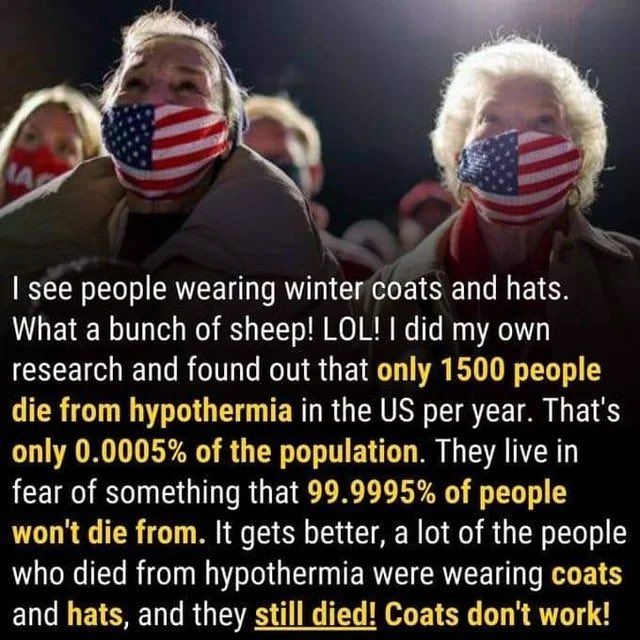 MAG
I see people wearing winter coats and hats.
What a bunch of sheep! LOL! I did my own
research and found out that only 1500 people
die from hypothermia in the US per year. That's
only 0.0005% of the population. They live in
fear of something that 99.9995% of people
won't die from. It gets better, a lot of the people
who died from hypothermia were wearing coats
and hats, and they still died! Coats don't work!